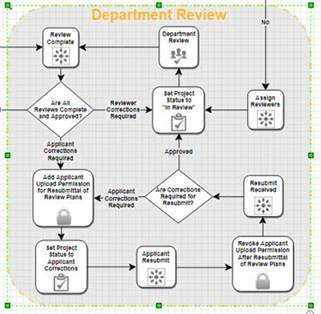 Department Review
No
Review
Complete
Department
Review
Are All
Reviews Complete
and Approved?
Reviewer
Corrections
Required
Set Project
Status to
"In Review"
Assign
Reviewers
Applicant
Corrections
Required
Approved
Add Applicant
Upload Permission
for Resubmittal of
Review Plans
Applicant
Corrections
Required
Are Corrections
Required for
Resubmit?
Resubmit
Received
Set Project
Status to
Applicant
Corrections
Applicant
Resubmit
Revoke Applicant
Upload Permission
After Resubmittal
of Review Plans